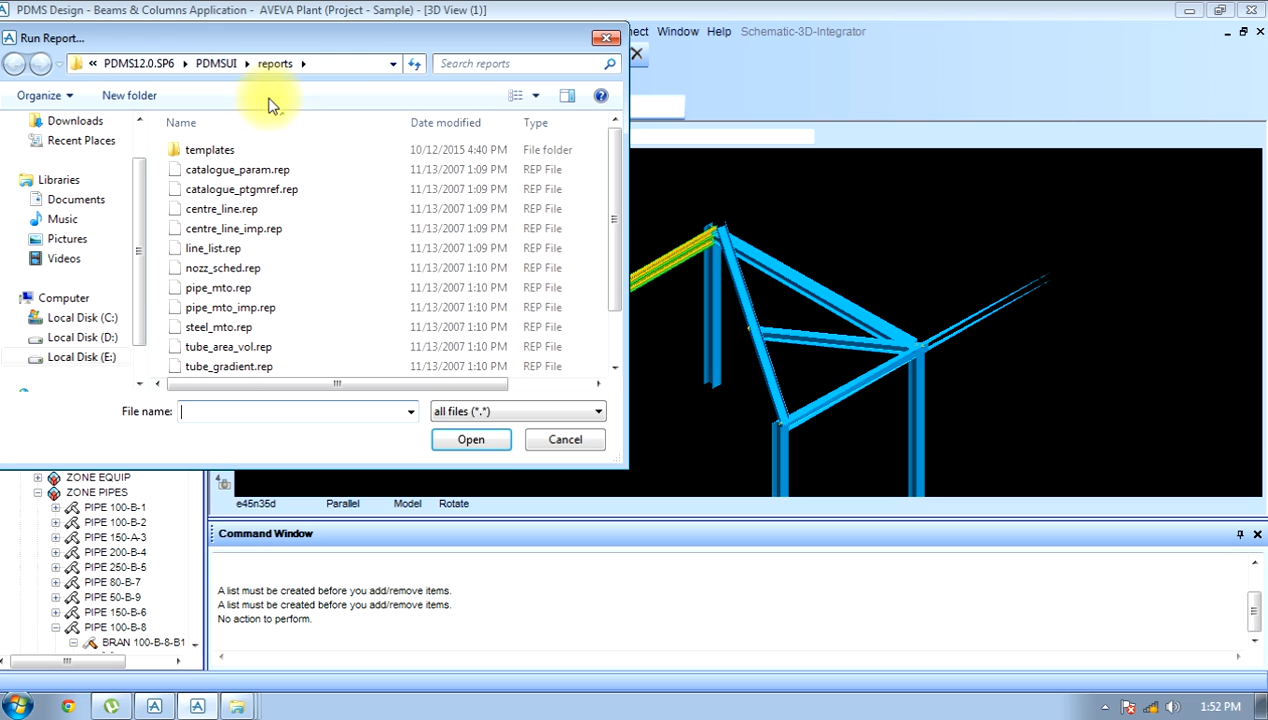 PDMS Design - Beams & Columns Application - AVEVA Plant (Project - Sample) - [3D View (1)]
Run Report...
Window Help Schematic-3D-Integrator
« PDMS12.0.SP6 PDMSUI reports
Search reports
Organize New folder
Name Date modified Type
Downloads
Recent Places
Libraries
Documents
Music
Pictures
Videos
Computer
Local Disk (C:)
Local Disk (D:)
Local Disk (E:)
templates 10/12/2015 4:40 PM File folder
catalogue_param.rep 11/13/2007 1:09 PM REP File
catalogue_ptgmref.rep 11/13/2007 1:09 PM REP File
centre_line.rep 11/13/2007 1:09 PM REP File
centre_line_imp.rep 11/13/2007 1:09 PM REP File
line_list.rep 11/13/2007 1:09 PM REP File
nozz_sched.rep 11/13/2007 1:10 PM REP File
pipe_mto.rep 11/13/2007 1:10 PM REP File
pipe_mto_imp.rep 11/13/2007 1:10 PM REP File
steel_mto.rep 11/13/2007 1:10 PM REP File
tube_area_vol.rep 11/13/2007 1:10 PM REP File
tube_gradient.rep 11/13/2007 1:10 PM REP File
File name: all files (*.*)
Open Cancel
ZONE EQUIP
ZONE PIPES
PIPE 100-B-1
PIPE 100-B-2
PIPE 150-A-3
PIPE 200-B-4
PIPE 250-B-5
PIPE 80-B-7
PIPE 50-B-9
PIPE 150-B-6
PIPE 100-B-8
BRAN 100-B-8-B1
e45n35d Parallel Model Rotate
Command Window
A list must be created before you add/remove items.
A list must be created before you add/remove items.
No action to perform.
1:52 PM